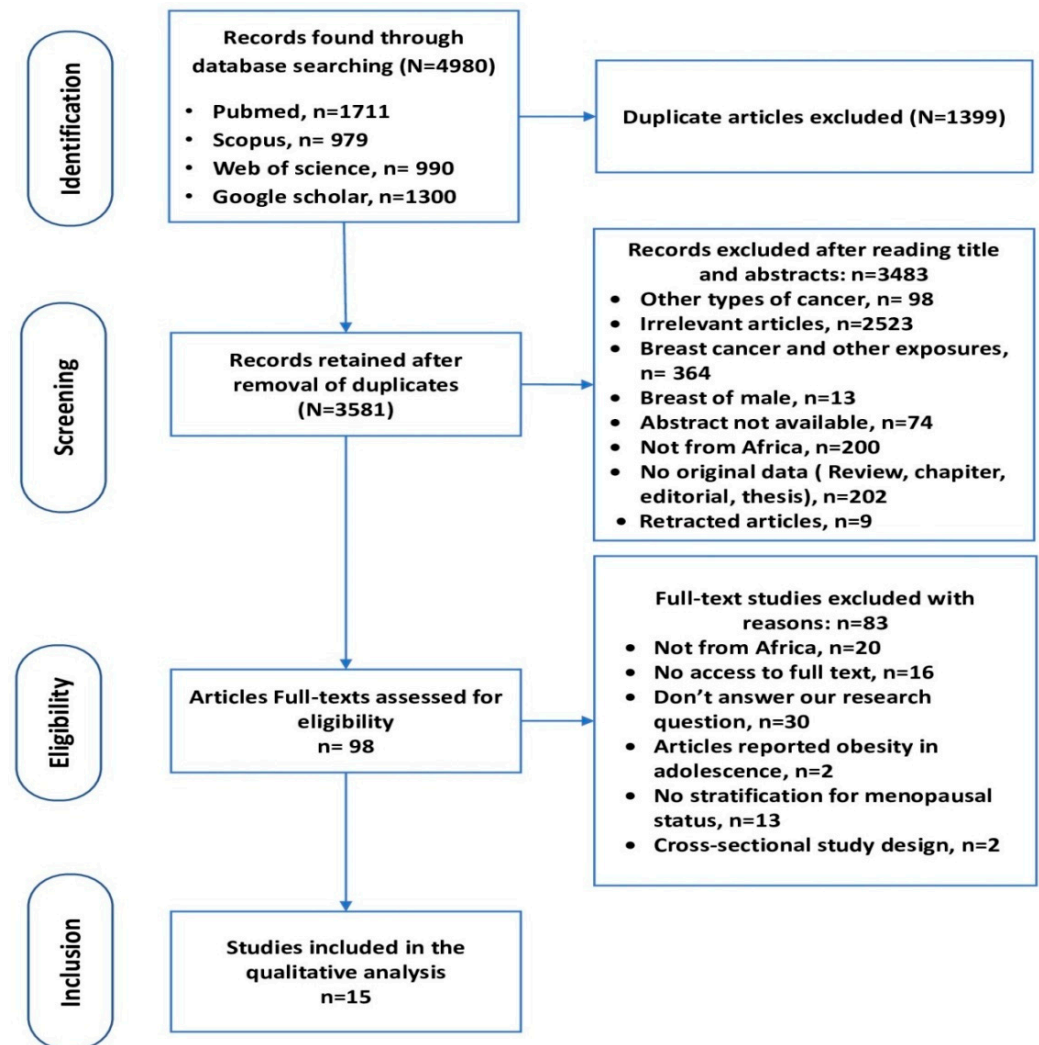 Identification
Records found through
database searching (N=4980)
• Pubmed, n=1711
• Scopus, n= 979
• Web of science, n= 990
• Google scholar, n=1300
Duplicate articles excluded (N=1399)
Screening
Records retained after
removal of duplicates
(N=3581)
Records excluded after reading title
and abstracts: n=3483
• Other types of cancer, n= 98
• Irrelevant articles, n=2523
• Breast cancer and other exposures,
n= 364
• Breast of male, n=13
• Abstract not available, n=74
• Not from Africa, n=200
• No original data ( Review, chapiter,
editorial, thesis), n=202
• Retracted articles, n=9
Eligibility
Articles Full-texts assessed for
eligibility
n= 98
Full-text studies excluded with
reasons: n=83
• Not from Africa, n=20
• No access to full text, n=16
• Don’t answer our research
question, n=30
• Articles reported obesity in
adolescence, n=2
• No stratification for menopausal
status, n=13
• Cross-sectional study design, n=2
Inclusion
Studies included in the
qualitative analysis
n=15